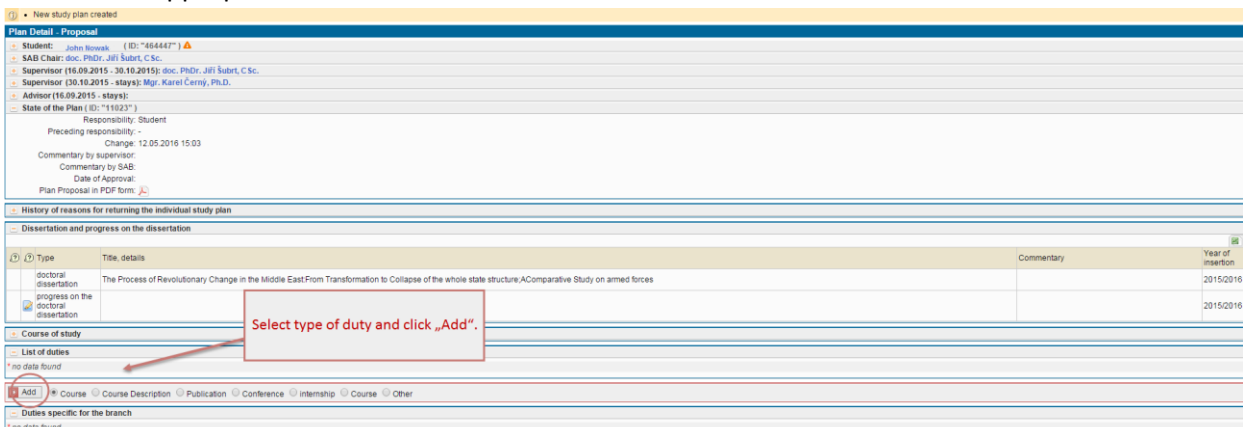 • New study plan created
Plan Detail - Proposal
Student: John Nowak ( ID: "464447" )
SAB Chair: doc. PhDr. Jiří Šubrt, CSc.
Supervisor (16.09.2015 - 30.10.2015): doc. PhDr. Jiří Šubrt, CSc.
Supervisor (30.10.2015 - stays): Mgr. Karel Černý, Ph.D.
Advisor (16.09.2015 - stays):
State of the Plan ( ID: "11023" )
Responsibility: Student
Preceding responsibility: -
Change: 12.05.2016 15:03
Commentary by supervisor:
Commentary by SAB:
Date of Approval:
Plan Proposal in PDF form:
History of reasons for returning the individual study plan
Dissertation and progress on the dissertation
Type Title, details Commentary Year of insertion
doctoral dissertation The Process of Revolutionary Change in the Middle East:From Transformation to Collapse of the whole state structure;AComparative Study on armed forces 2015/2016
progress on the doctoral dissertation 2015/2016
Select type of duty and click „Add“.
Course of study
List of duties
* no data found
Add Course Course Description Publication Conference internship Course Other
Duties specific for the branch
* no data found